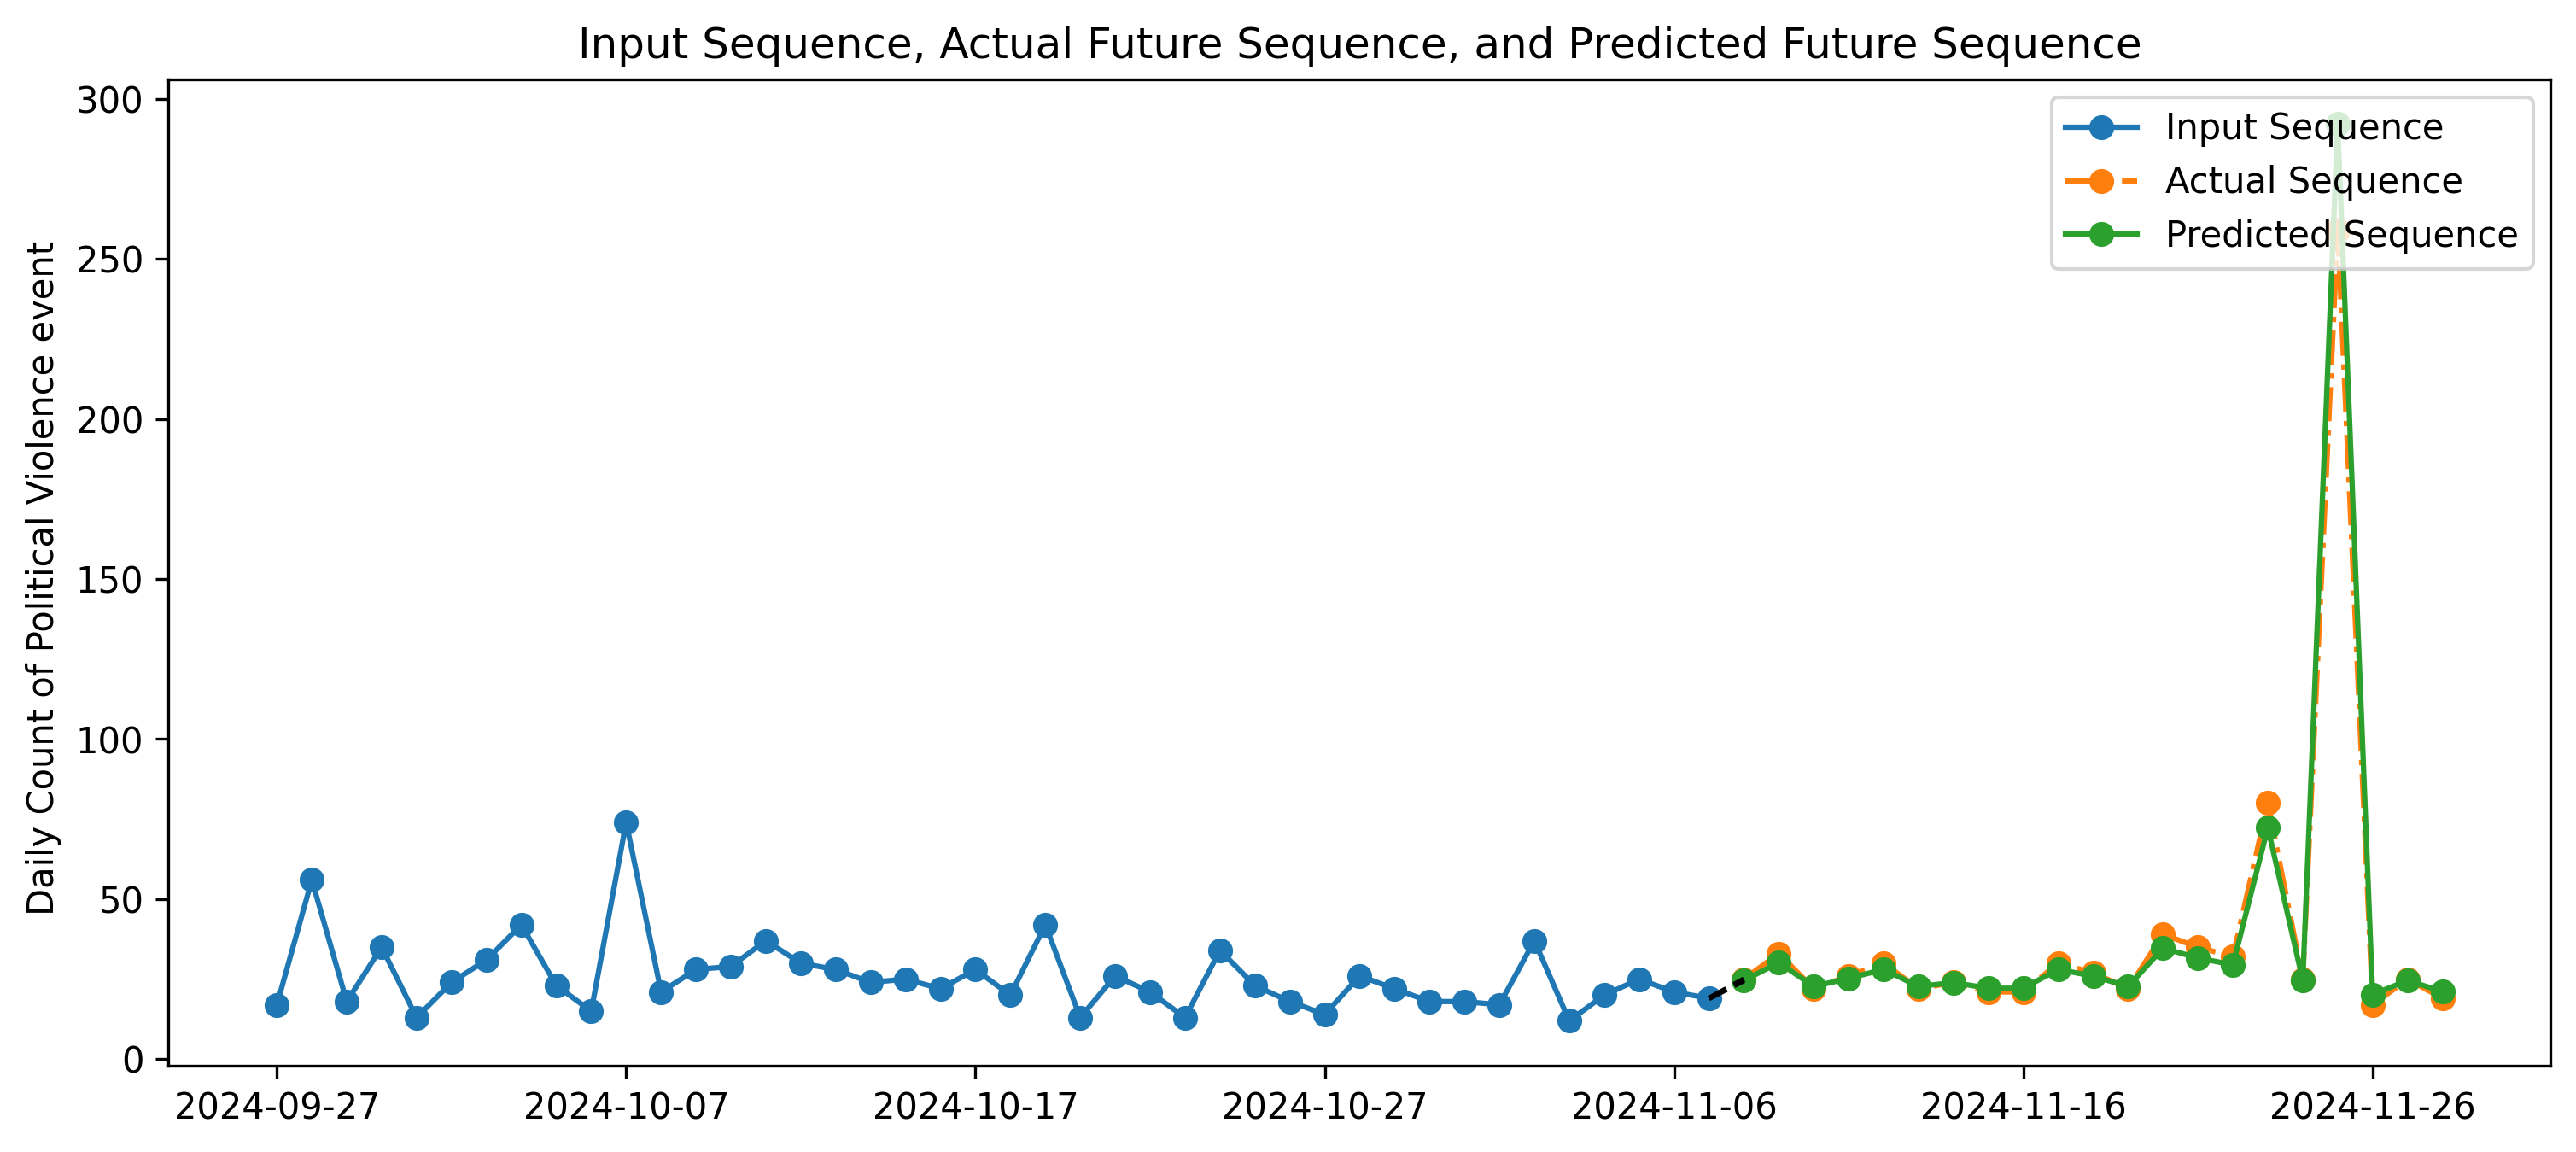 Input Sequence, Actual Future Sequence, and Predicted Future Sequence
Daily Count of Political Violence event
300
250
200
150
100
50
0
Input Sequence
Actual Sequence
Predicted Sequence
2024-09-27
2024-10-07
2024-10-17
2024-10-27
2024-11-06
2024-11-16
2024-11-26